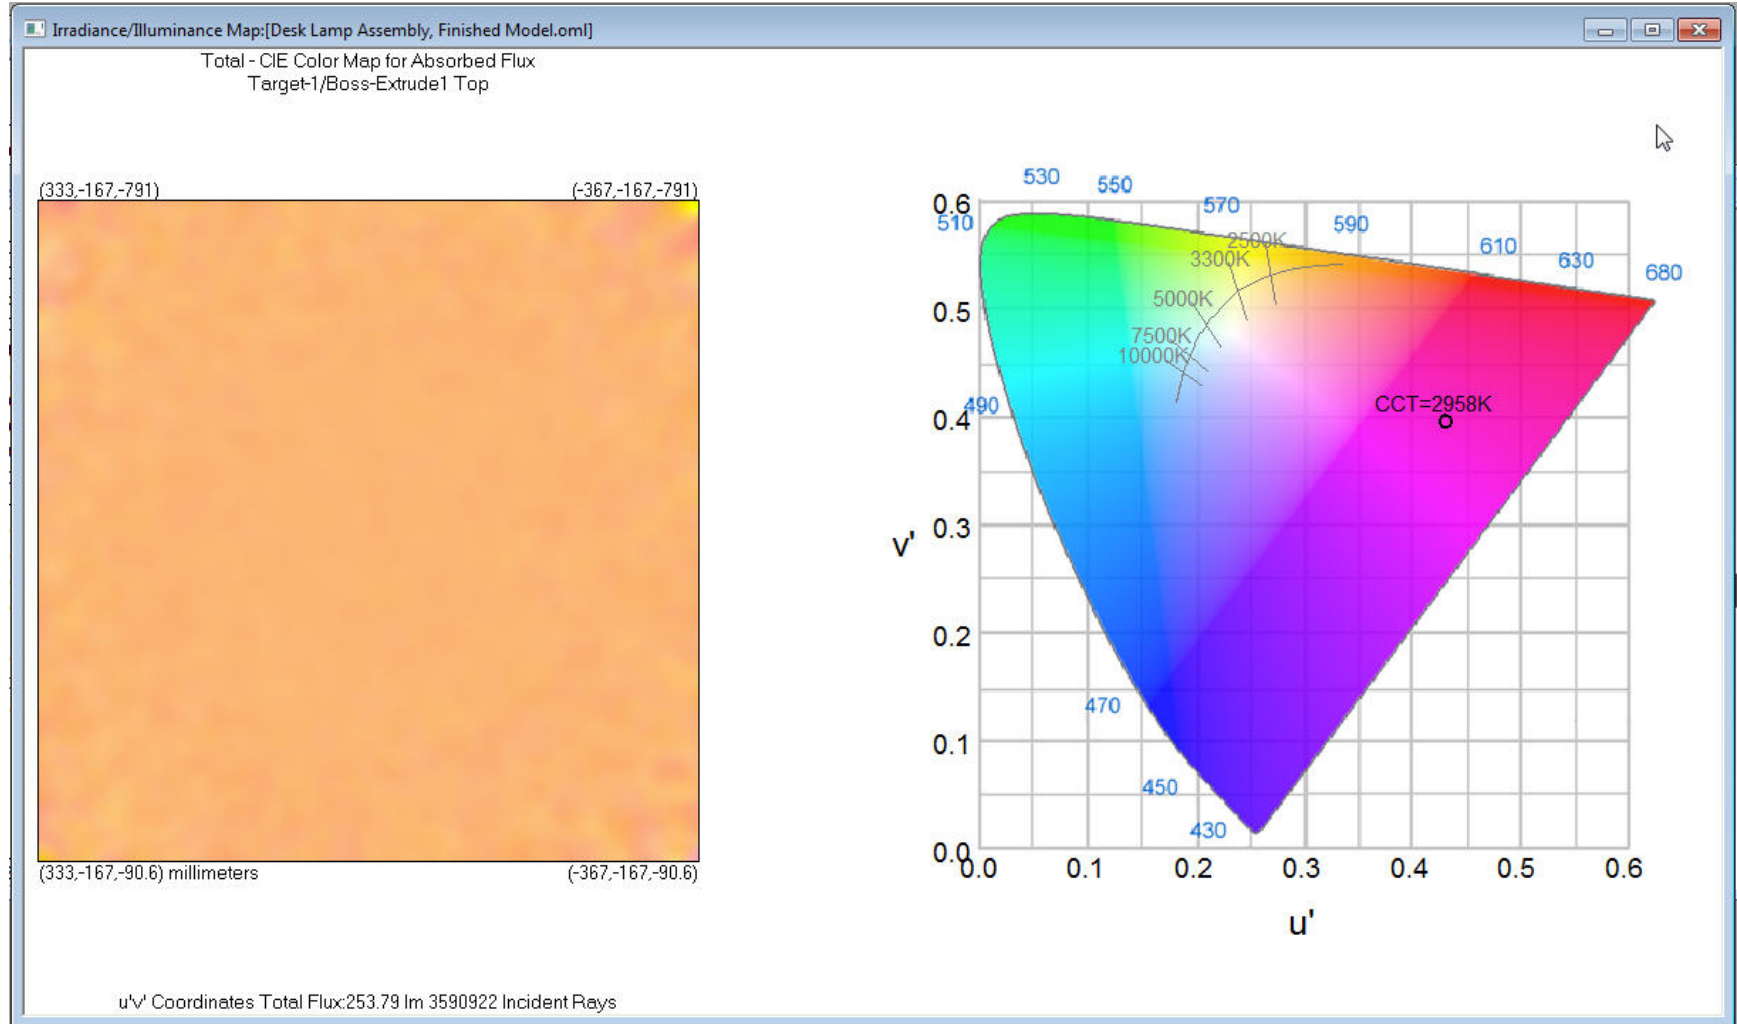 Irradiance/Illuminance Map:[Desk Lamp Assembly, Finished Model.oml]
Total - CIE Color Map for Absorbed Flux
Target-1/Boss-Extrude1 Top
(333,-167,-791)
(-367,-167,-791)
(333,-167,-90.6) millimeters
(-367,-167,-90.6)
u'v' Coordinates Total Flux:253.79 lm 3590922 Incident Rays
530
550
570
590
610
630
680
510
490
470
450
430
2500K
3300K
5000K
7500K
10000K
CCT=2958K
0.6
0.5
0.4
0.3
0.2
0.1
0.0
v'
0.0
0.1
0.2
0.3
0.4
0.5
0.6
u'